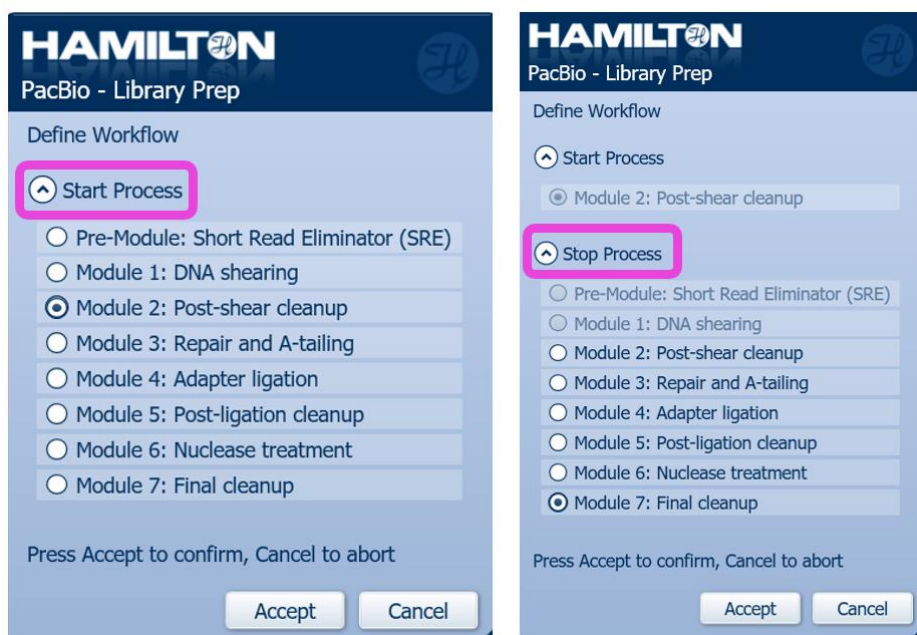 HAMILTON
PacBio - Library Prep
Define Workflow
Start Process
Pre-Module: Short Read Eliminator (SRE)
Module 1: DNA shearing
Module 2: Post-shear cleanup
Module 3: Repair and A-tailing
Module 4: Adapter ligation
Module 5: Post-ligation cleanup
Module 6: Nuclease treatment
Module 7: Final cleanup
Press Accept to confirm, Cancel to abort
Accept Cancel
HAMILTON
PacBio - Library Prep
Define Workflow
Start Process
Module 2: Post-shear cleanup
Stop Process
Pre-Module: Short Read Eliminator (SRE)
Module 1: DNA shearing
Module 2: Post-shear cleanup
Module 3: Repair and A-tailing
Module 4: Adapter ligation
Module 5: Post-ligation cleanup
Module 6: Nuclease treatment
Module 7: Final cleanup
Press Accept to confirm, Cancel to abort
Accept Cancel